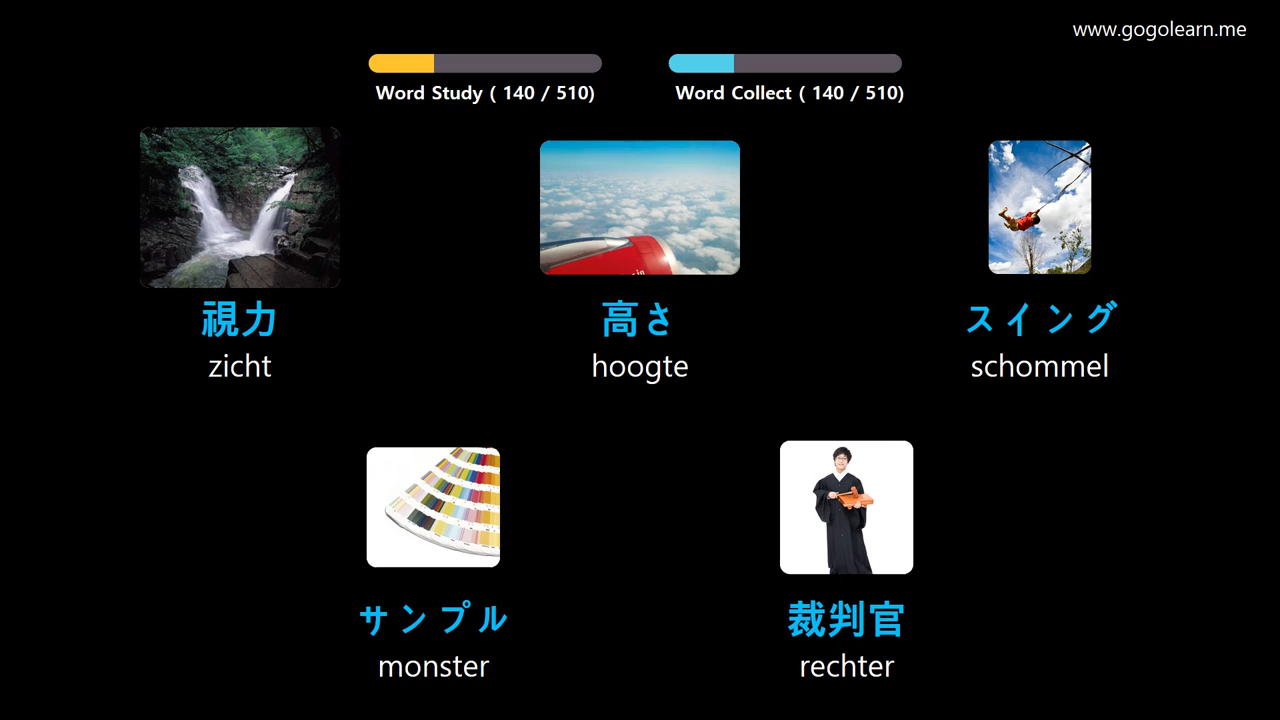 www.gogolearn.me
Word Study ( 140 / 510)
Word Collect ( 140 / 510)
視力
zicht
高さ
hoogte
スイング
schommel
サンプル
monster
裁判官
rechter